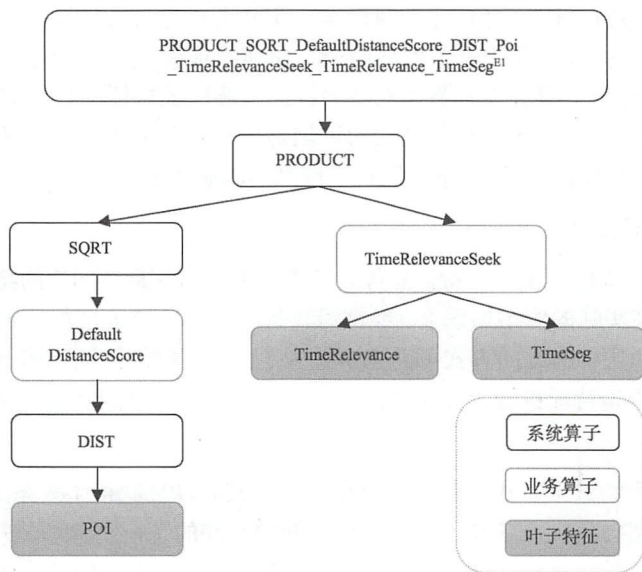 PRODUCT_SQRT_DefaultDistanceScore_DIST_Poi
_TimeRelevanceSeek_TimeRelevance_TimeSeg^E1
PRODUCT
SQRT
TimeRelevanceSeek
Default
DistanceScore
TimeRelevance
TimeSeg
DIST
POI
系统算子
业务算子
叶子特征